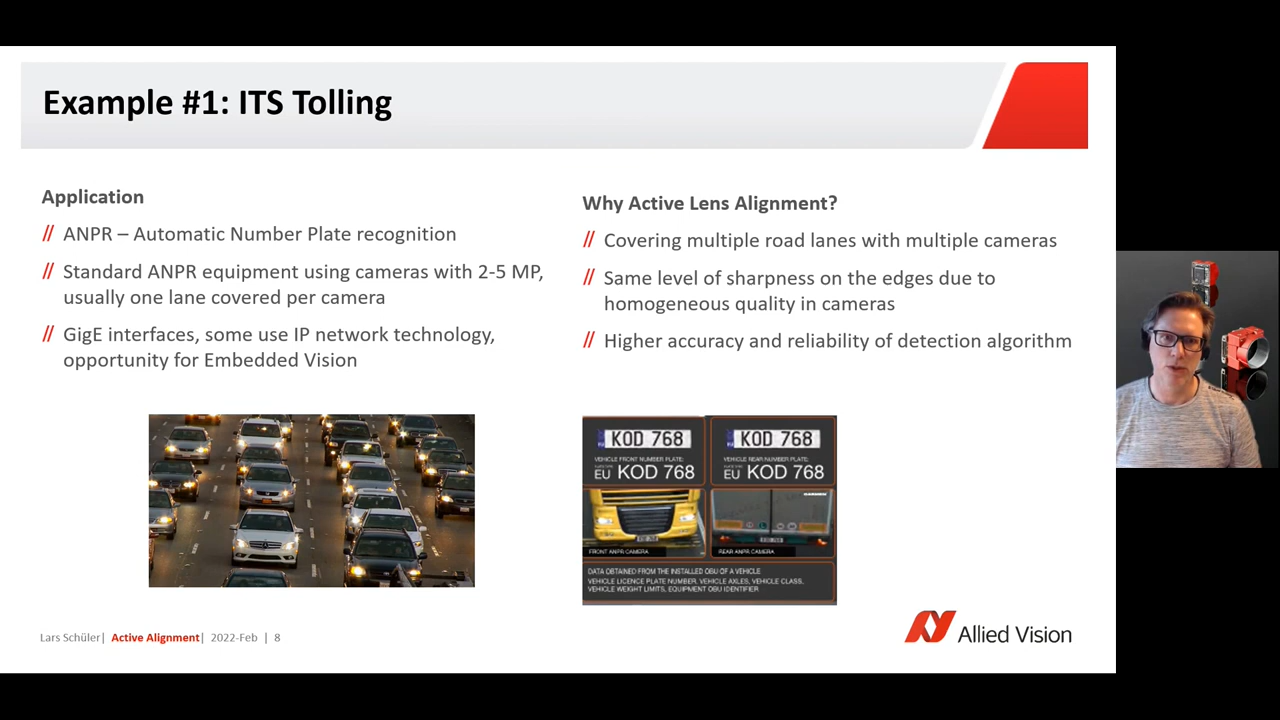 Example #1: ITS Tolling
Application
// ANPR – Automatic Number Plate recognition
// Standard ANPR equipment using cameras with 2-5 MP,
usually one lane covered per camera
// GigE interfaces, some use IP network technology,
opportunity for Embedded Vision
Why Active Lens Alignment?
// Covering multiple road lanes with multiple cameras
// Same level of sharpness on the edges due to
homogeneous quality in cameras
// Higher accuracy and reliability of detection algorithm
KOD 768
VEHICLE FRONT NUMBER PLATE:
EU KOD 768
FRONT ANPR CAMERA
KOD 768
VEHICLE REAR NUMBER PLATE:
EU KOD 768
REAR ANPR CAMERA
DATA OBTAINED FROM THE INSTALLED OBU OF A VEHICLE
VEHICLE LICENCE PLATE NUMBER, VEHICLE AXLES, VEHICLE CLASS,
VEHICLE WEIGHT LIMITS, EQUIPMENT OBU IDENTIFIER
Lars Schüler| Active Alignment| 2022-Feb | 8
Allied Vision